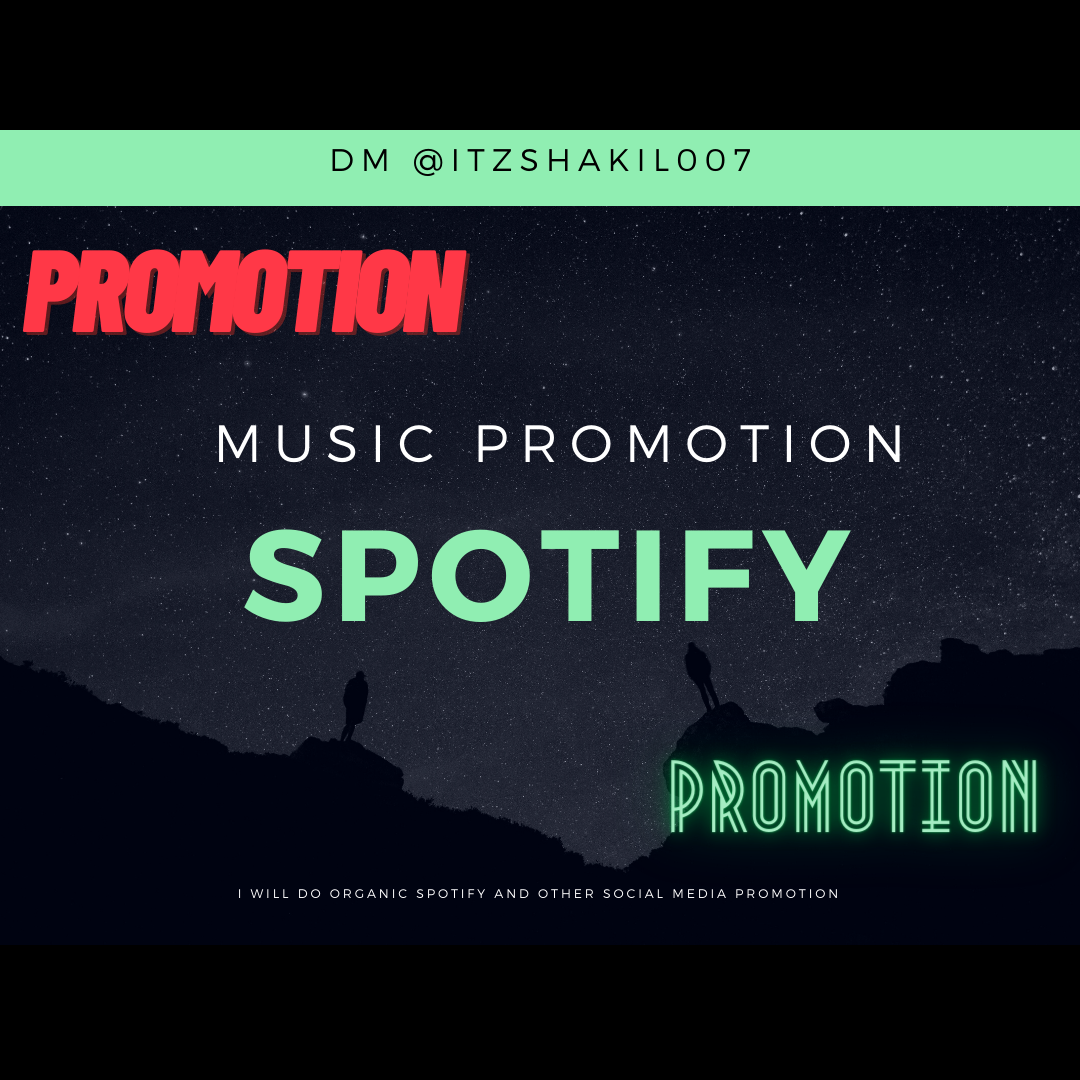 DM @ITZSHAKIL007
PROMOTION
MUSIC PROMOTION
SPOTIFY
PROMOTION
I WILL DO ORGANIC SPOTIFY AND OTHER SOCIAL MEDIA PROMOTION